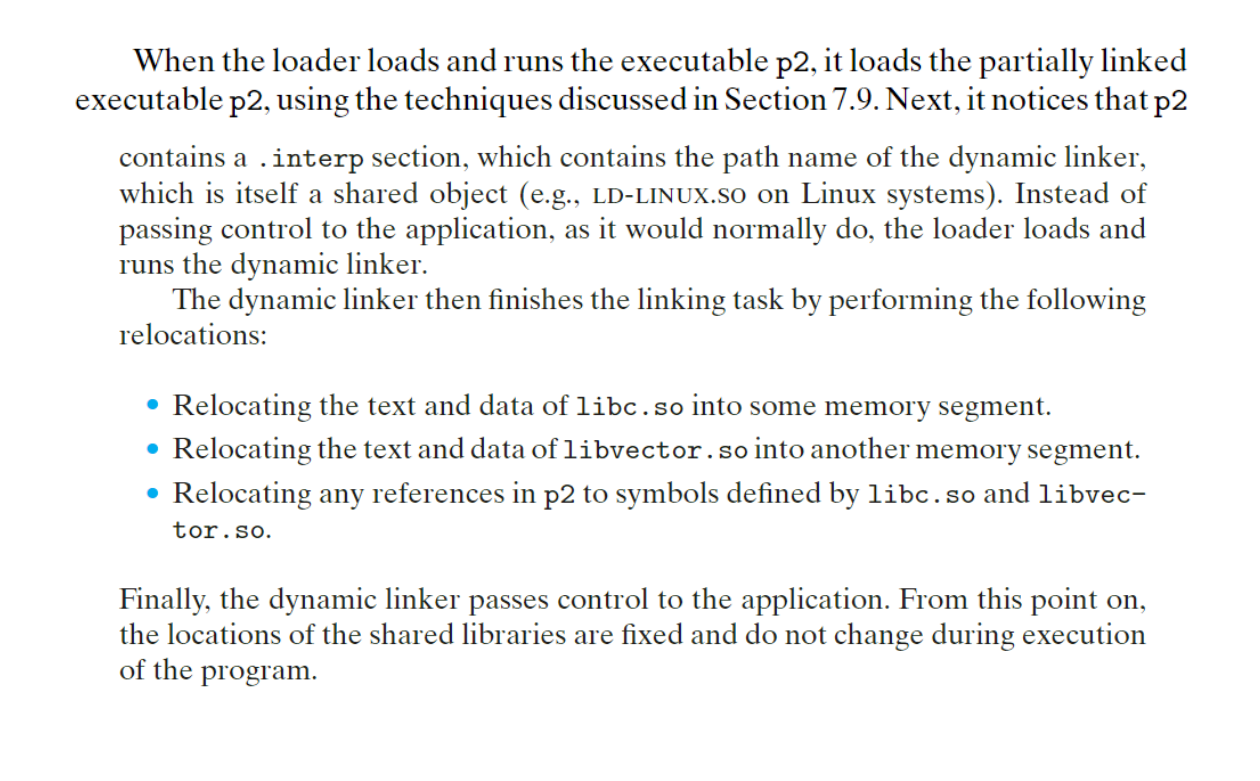 When the loader loads and runs the executable p2, it loads the partially linked
executable p2, using the techniques discussed in Section 7.9. Next, it notices that p2
contains a .interp section, which contains the path name of the dynamic linker,
which is itself a shared object (e.g., LD-LINUX.SO on Linux systems). Instead of
passing control to the application, as it would normally do, the loader loads and
runs the dynamic linker.
The dynamic linker then finishes the linking task by performing the following
relocations:
• Relocating the text and data of libc.so into some memory segment.
• Relocating the text and data of libvector.so into another memory segment.
• Relocating any references in p2 to symbols defined by libc.so and libvec-
tor.so.
Finally, the dynamic linker passes control to the application. From this point on,
the locations of the shared libraries are fixed and do not change during execution
of the program.